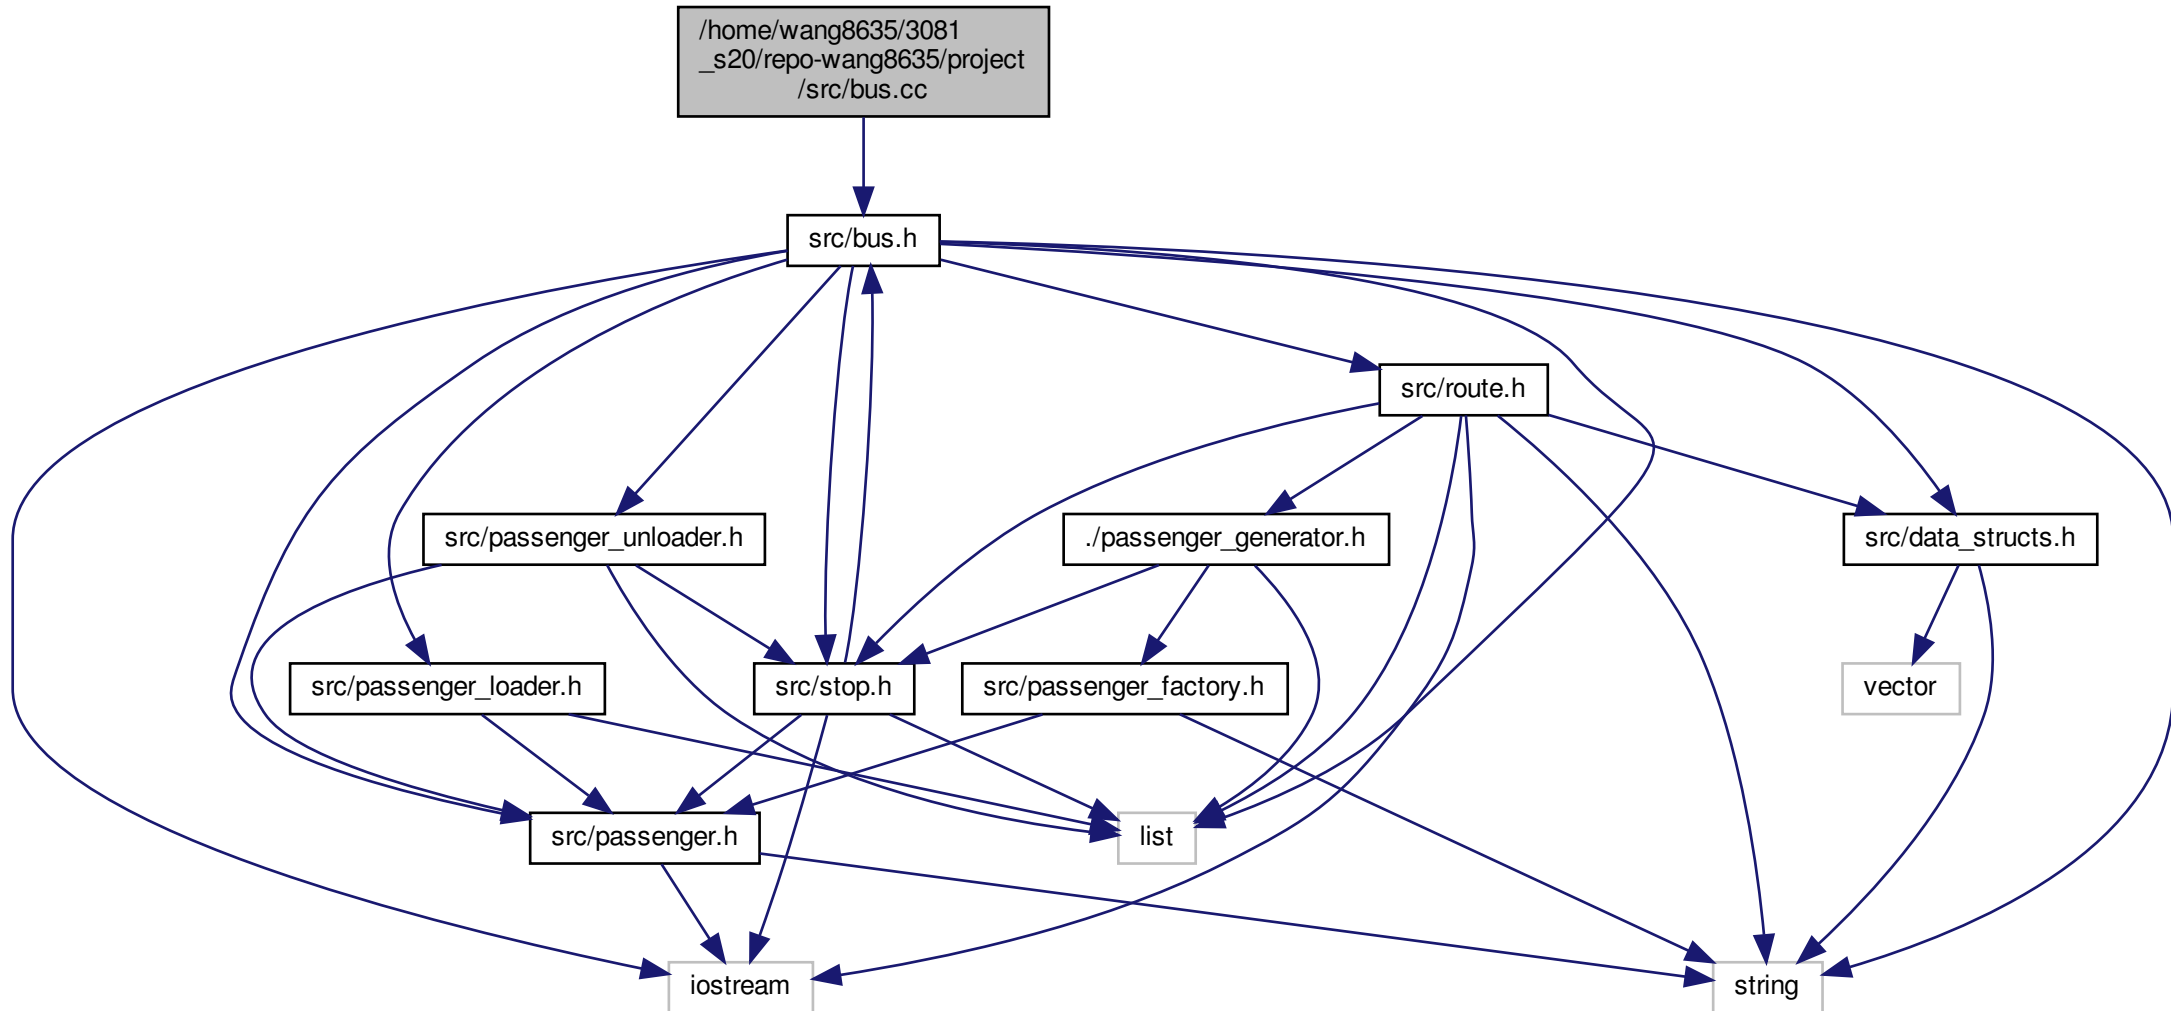 /home/wang8635/3081
_s20/repo-wang8635/project
/src/bus.cc
src/bus.h
src/route.h
src/passenger_unloader.h
./passenger_generator.h
src/data_structs.h
src/passenger_loader.h
src/stop.h
src/passenger_factory.h
vector
src/passenger.h
list
iostream
string